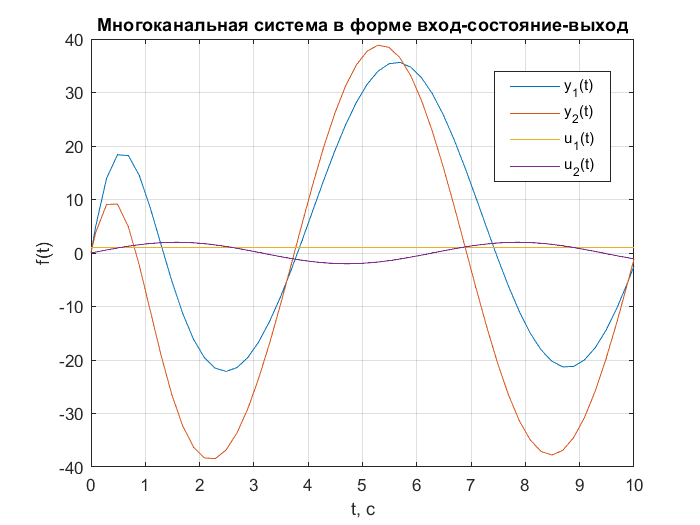 Многоканальная система в форме вход-состояние-выход
40
30
20
10
0
-10
-20
-30
-40
f(t)
y1(t)
y2(t)
u1(t)
u2(t)
0 1 2 3 4 5 6 7 8 9 10
t, c